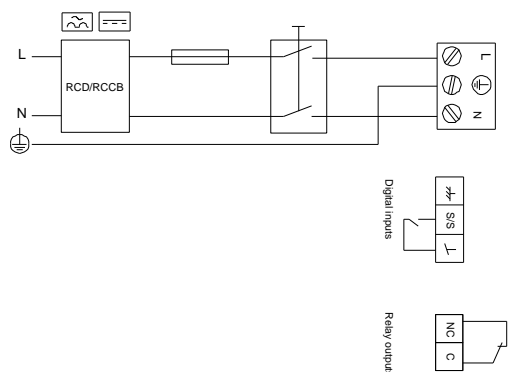 L
RCD/RCCB
N
L
N
Digital inputs
S/S
Relay output
NC
C